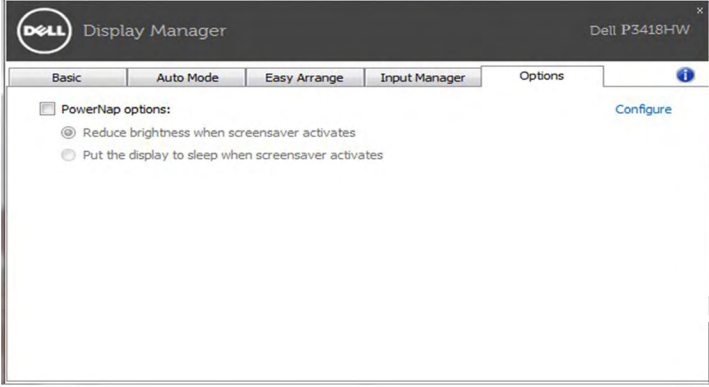 DELL Display Manager Dell P3418HW
Basic Auto Mode Easy Arrange Input Manager Options
PowerNap options: Configure
Reduce brightness when screensaver activates
Put the display to sleep when screensaver activates